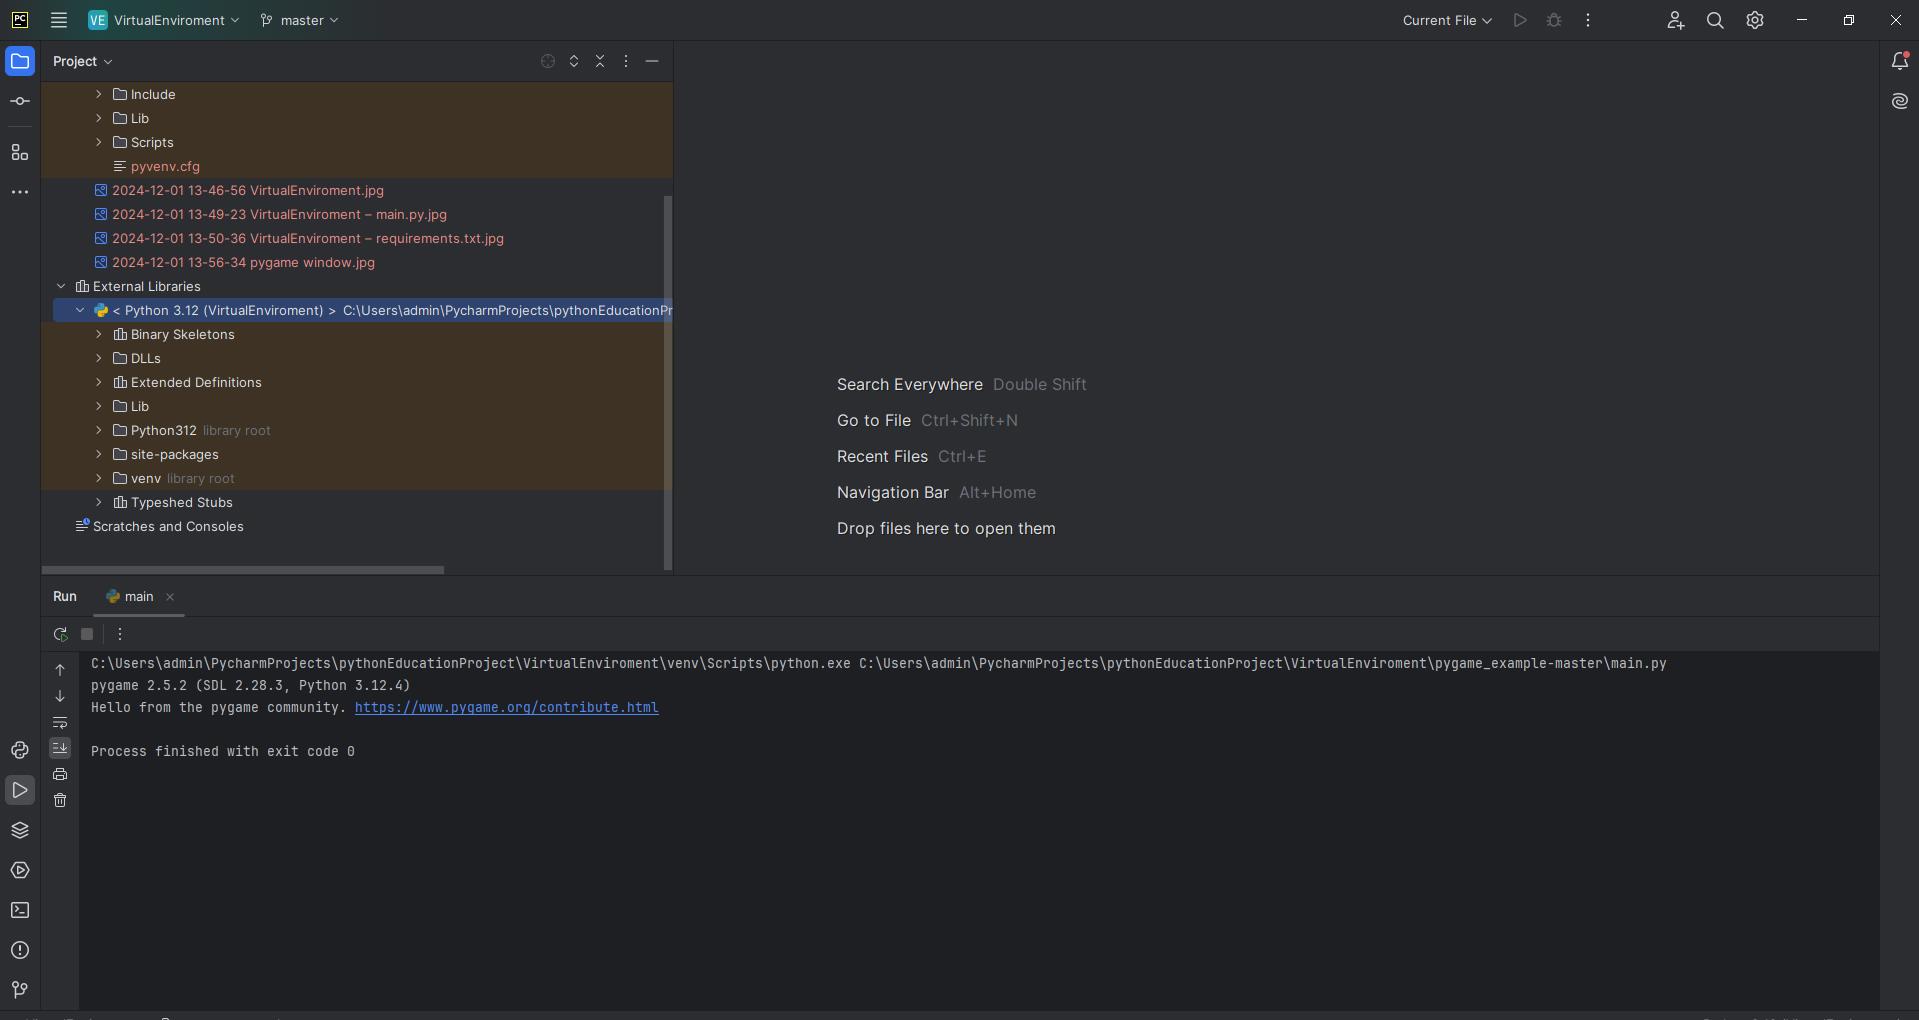 PC
VE VirtualEnviroment master Current File
Project
Include
Lib
Scripts
pyvenv.cfg
2024-12-01 13-46-56 VirtualEnviroment.jpg
2024-12-01 13-49-23 VirtualEnviroment – main.py.jpg
2024-12-01 13-50-36 VirtualEnviroment – requirements.txt.jpg
2024-12-01 13-56-34 pygame window.jpg
External Libraries
< Python 3.12 (VirtualEnviroment) > C:\Users\admin\PycharmProjects\pythonEducationPr
Binary Skeletons
DLLs
Extended Definitions
Lib
Python312 library root
site-packages
venv library root
Typeshed Stubs
Scratches and Consoles
Search Everywhere Double Shift
Go to File Ctrl+Shift+N
Recent Files Ctrl+E
Navigation Bar Alt+Home
Drop files here to open them
Run main
C:\Users\admin\PycharmProjects\pythonEducationProject\VirtualEnviroment\venv\Scripts\python.exe C:\Users\admin\PycharmProjects\pythonEducationProject\VirtualEnviroment\pygame_example-master\main.py
pygame 2.5.2 (SDL 2.28.3, Python 3.12.4)
Hello from the pygame community. https://www.pygame.org/contribute.html
Process finished with exit code 0